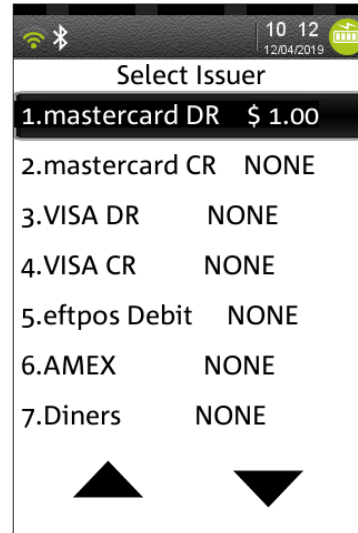 10 12
12/04/2019
Select Issuer
1.mastercard DR $ 1.00
2.mastercard CR NONE
3.VISA DR NONE
4.VISA CR NONE
5.eftpos Debit NONE
6.AMEX NONE
7.Diners NONE